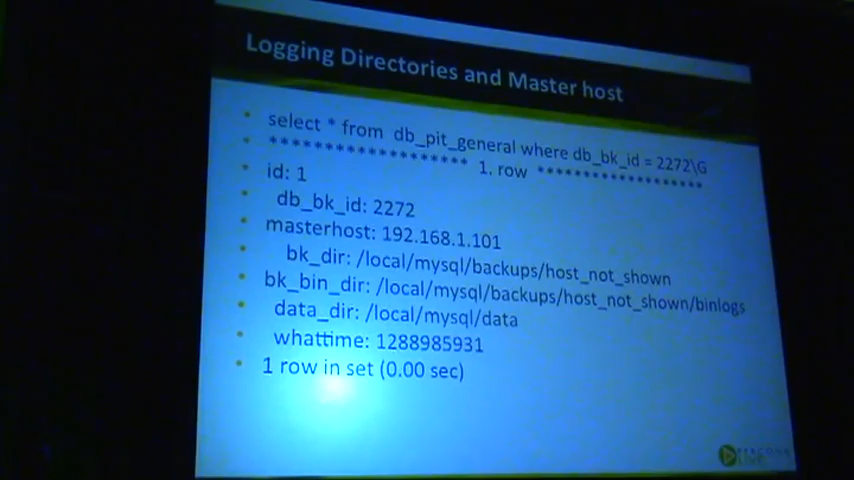 Logging Directories and Master host
• select * from db_pit_general where db_bk_id = 2272\G
• ******************* 1. row *******************
• id: 1
• db_bk_id: 2272
• masterhost: 192.168.1.101
• bk_dir: /local/mysql/backups/host_not_shown
• bk_bin_dir: /local/mysql/backups/host_not_shown/binlogs
• data_dir: /local/mysql/data
• whattime: 1288985931
• 1 row in set (0.00 sec)
PERCONA
LIVE